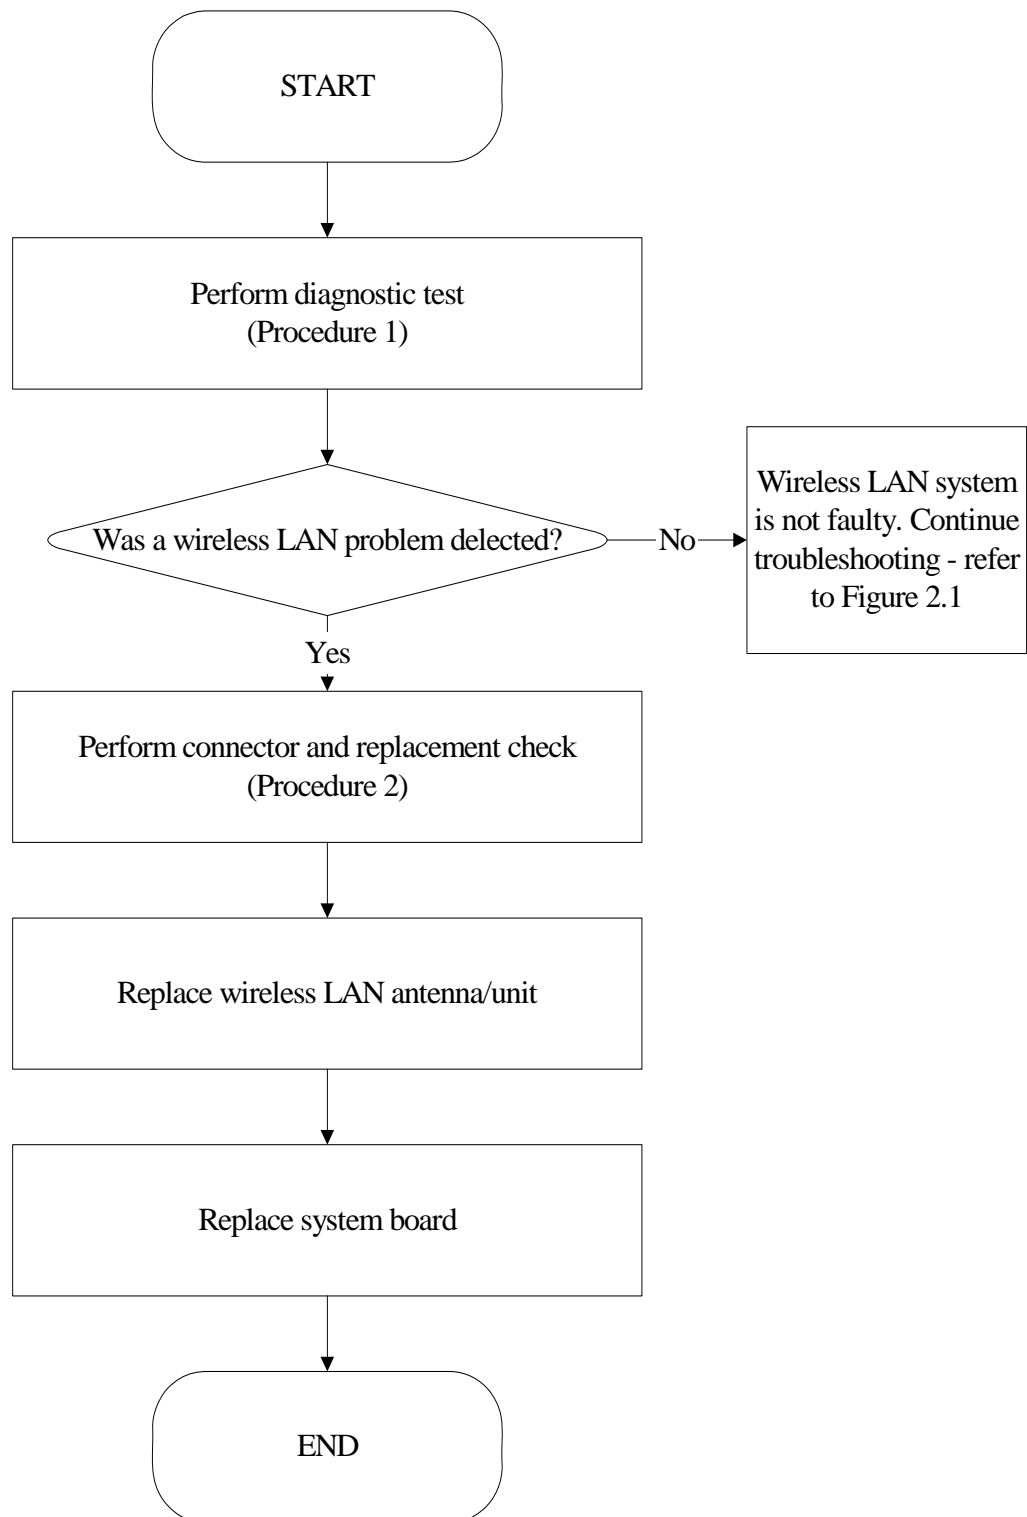 START
Perform diagnostic test
(Procedure 1)
Was a wireless LAN problem delected?
No
Wireless LAN system
is not faulty. Continue
troubleshooting - refer
to Figure 2.1
Yes
Perform connector and replacement check
(Procedure 2)
Replace wireless LAN antenna/unit
Replace system board
END